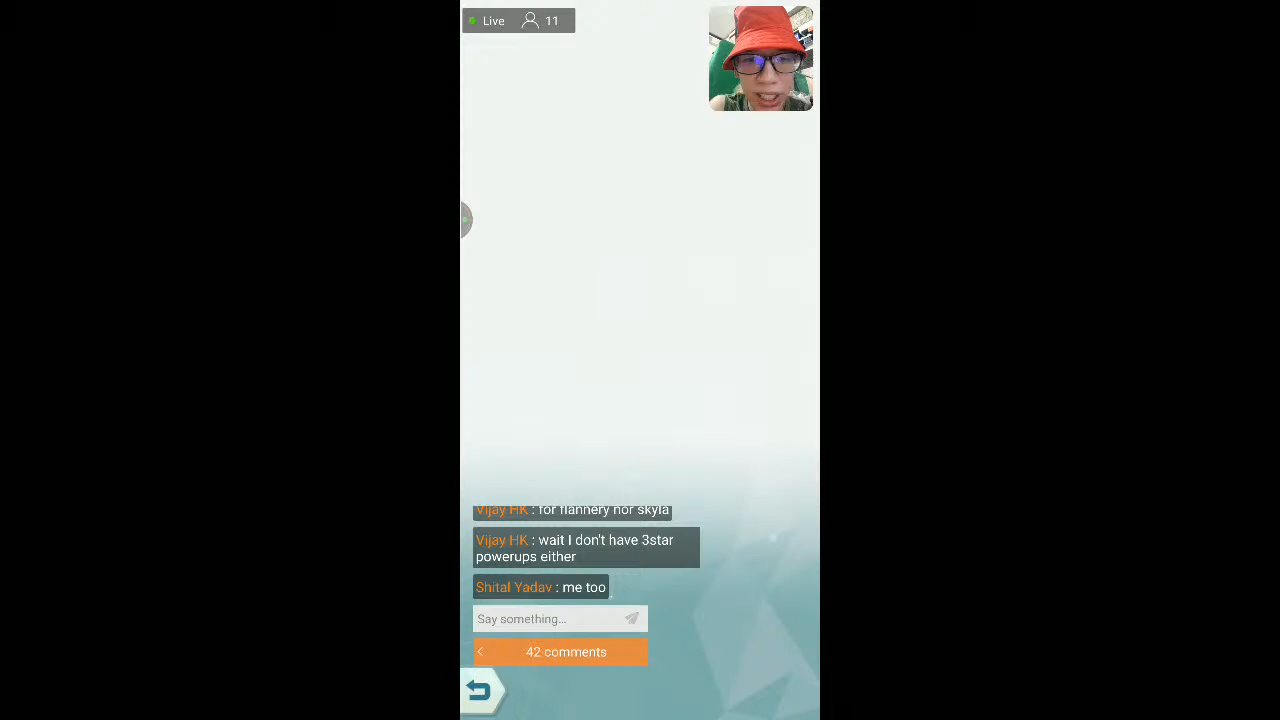 Live 11
Vijay HK : for flannery nor skyla
Vijay HK : wait I don't have 3star
powerups either
Shital Yadav : me too
Say something...
42 comments